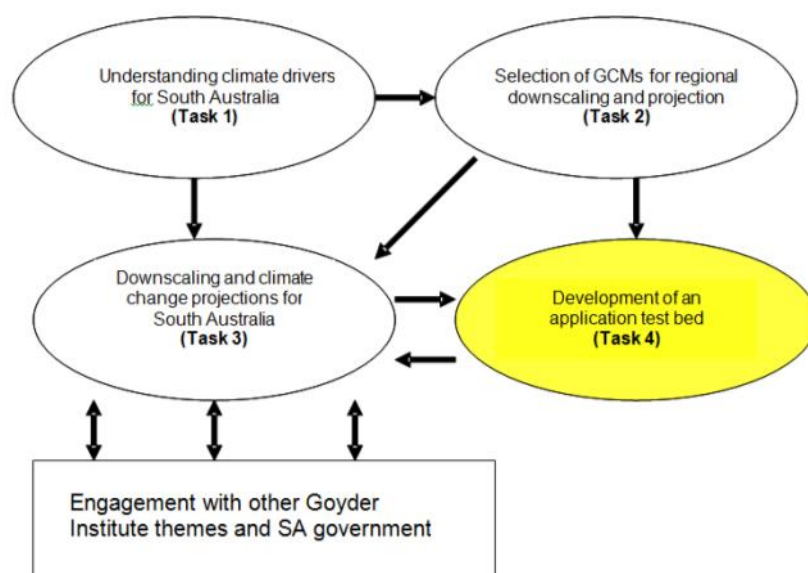 Understanding climate drivers
for South Australia
(Task 1)
Selection of GCMs for regional
downscaling and projection
(Task 2)
Downscaling and climate
change projections for
South Australia
(Task 3)
Development of an
application test bed
(Task 4)
Engagement with other Goyder
Institute themes and SA government